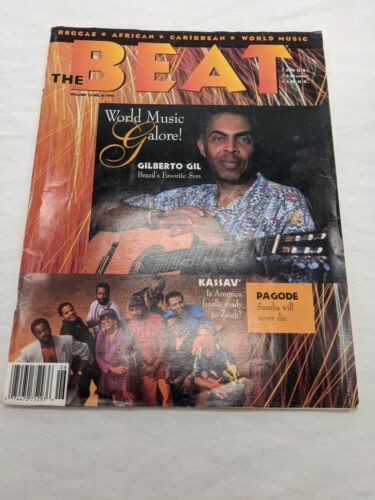 REGGAE ★ AFRICAN ★ CARIBBEAN ★ WORLD MUSIC
THE BEAT
World Music
Galore!
GILBERTO GIL
Brazil's Favorite Son
KASSAV'
Is America
finally ready
to Zouk?
PAGODE
Samba will
never die
06